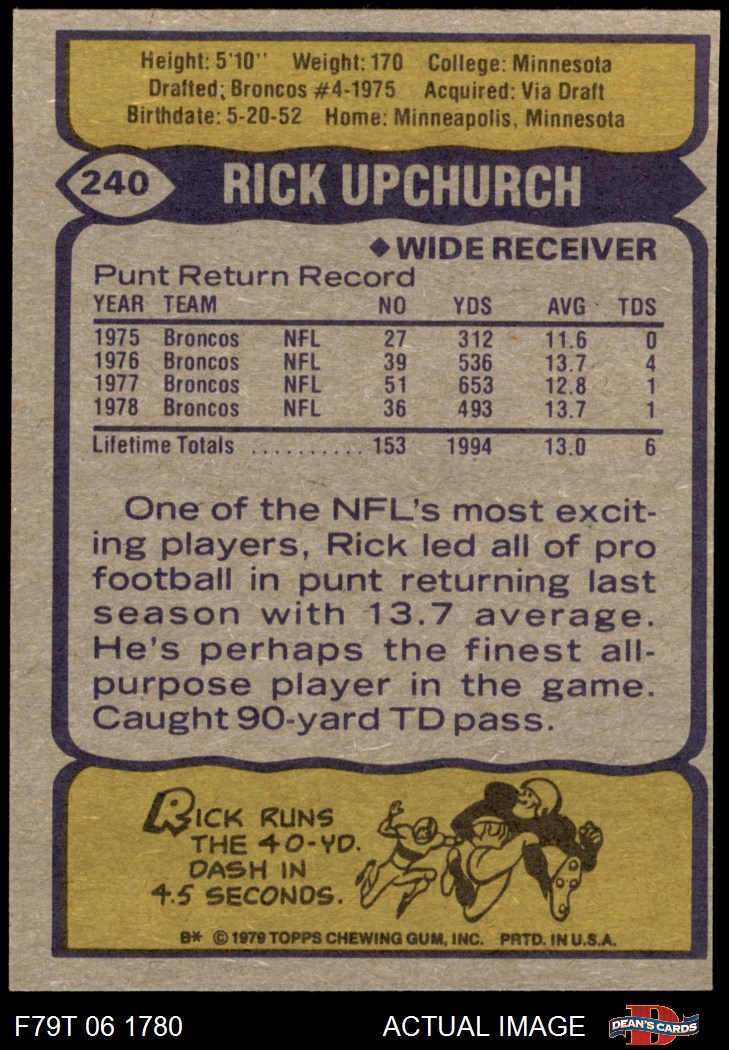 Height: 5'10'' Weight: 170 College: Minnesota
Drafted: Broncos #4-1975 Acquired: Via Draft
Birthdate: 5-20-52 Home: Minneapolis, Minnesota
240 RICK UPCHURCH
◆ WIDE RECEIVER
Punt Return Record
YEAR TEAM NO YDS AVG TDS
1975 Broncos NFL 27 312 11.6 0
1976 Broncos NFL 39 536 13.7 4
1977 Broncos NFL 51 653 12.8 1
1978 Broncos NFL 36 493 13.7 1
Lifetime Totals .......... 153 1994 13.0 6
One of the NFL's most excit-
ing players, Rick led all of pro
football in punt returning last
season with 13.7 average.
He's perhaps the finest all-
purpose player in the game.
Caught 90-yard TD pass.
RICK RUNS
THE 40-YD.
DASH IN
4.5 SECONDS.
B* © 1979 TOPPS CHEWING GUM, INC. PRTD. IN U.S.A.
F79T 06 1780 ACTUAL IMAGE DEAN'S CARDS